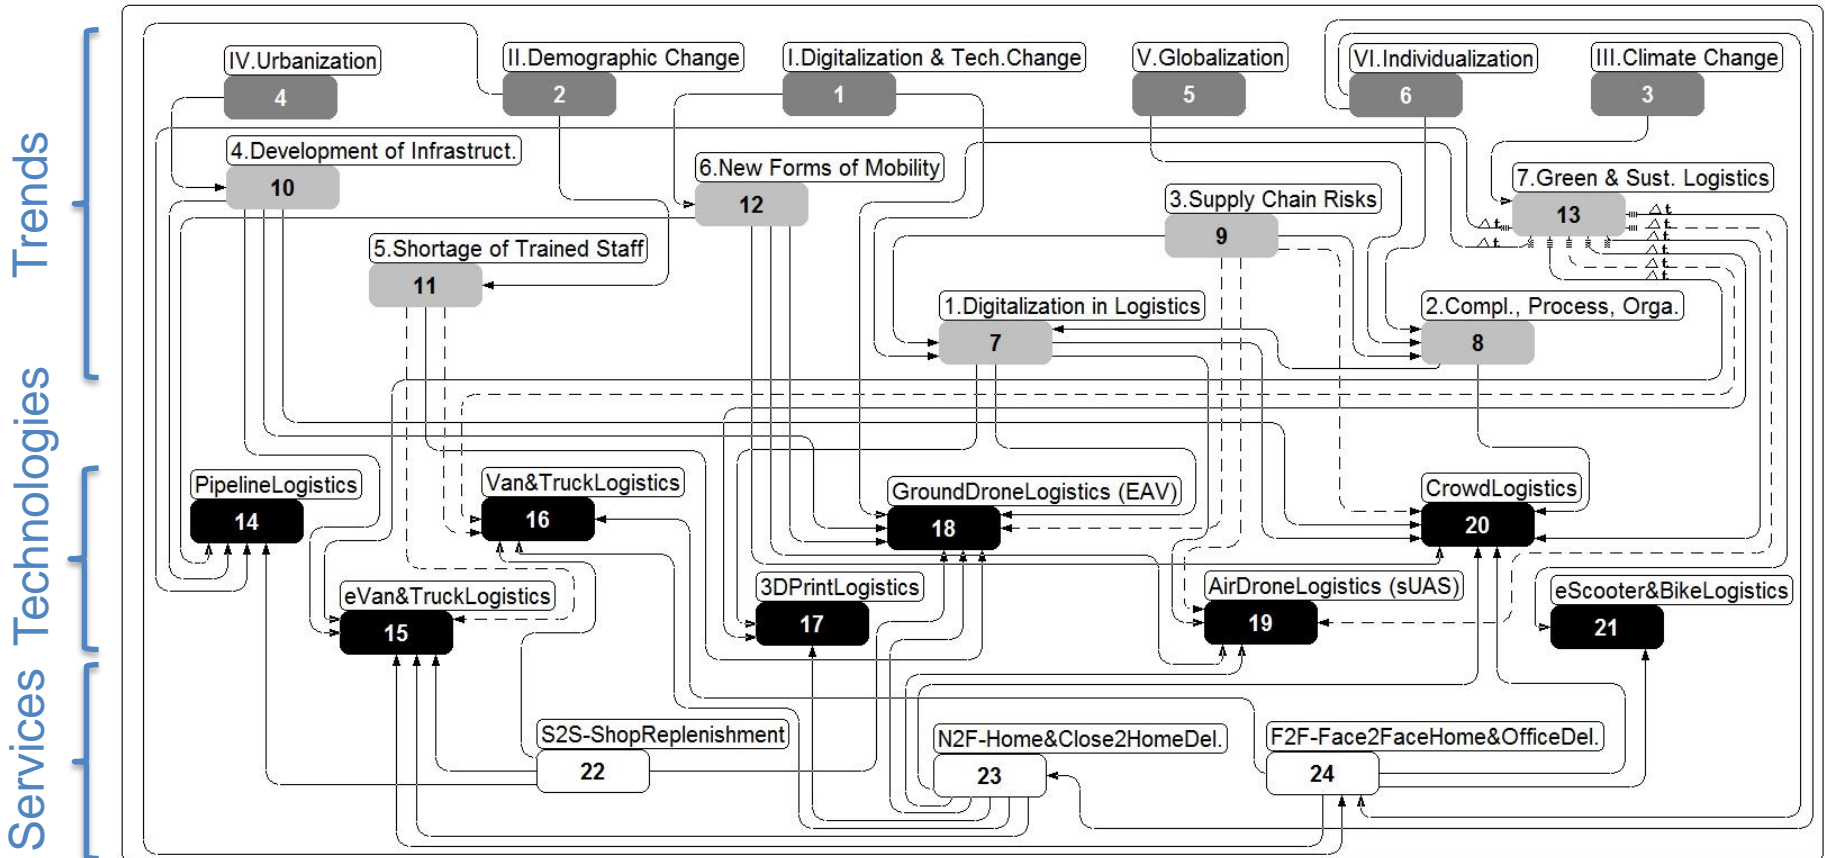 Trends
Technologies
Services
IV.Urbanization
4
II.Demographic Change
2
I.Digitalization & Tech.Change
1
V.Globalization
5
VI.Individualization
6
III.Climate Change
3
4.Development of Infrastruct.
10
6.New Forms of Mobility
12
3.Supply Chain Risks
9
7.Green & Sust. Logistics
13
△ t
△ t
△ t
△ t
△ t
△ t
△ t
△ t
5.Shortage of Trained Staff
11
1.Digitalization in Logistics
7
2.Compl., Process, Orga.
8
PipelineLogistics
14
Van&TruckLogistics
16
GroundDroneLogistics (EAV)
18
CrowdLogistics
20
eVan&TruckLogistics
15
3DPrintLogistics
17
AirDroneLogistics (sUAS)
19
eScooter&BikeLogistics
21
S2S-ShopReplenishment
22
N2F-Home&Close2HomeDel.
23
F2F-Face2FaceHome&OfficeDel.
24